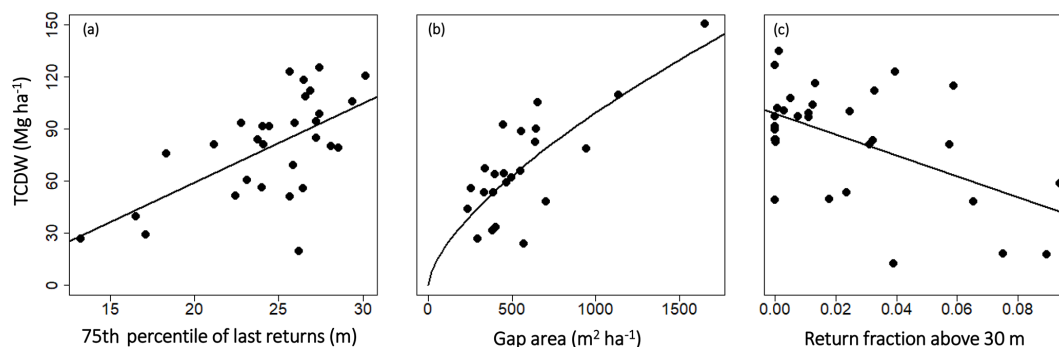 (a)
(b)
(c)
TCDW (Mg ha⁻¹)
150
120
90
60
30
0
15 20 25 30
0 500 1000 1500
0.00 0.02 0.04 0.06 0.08
75th percentile of last returns (m)
Gap area (m² ha⁻¹)
Return fraction above 30 m